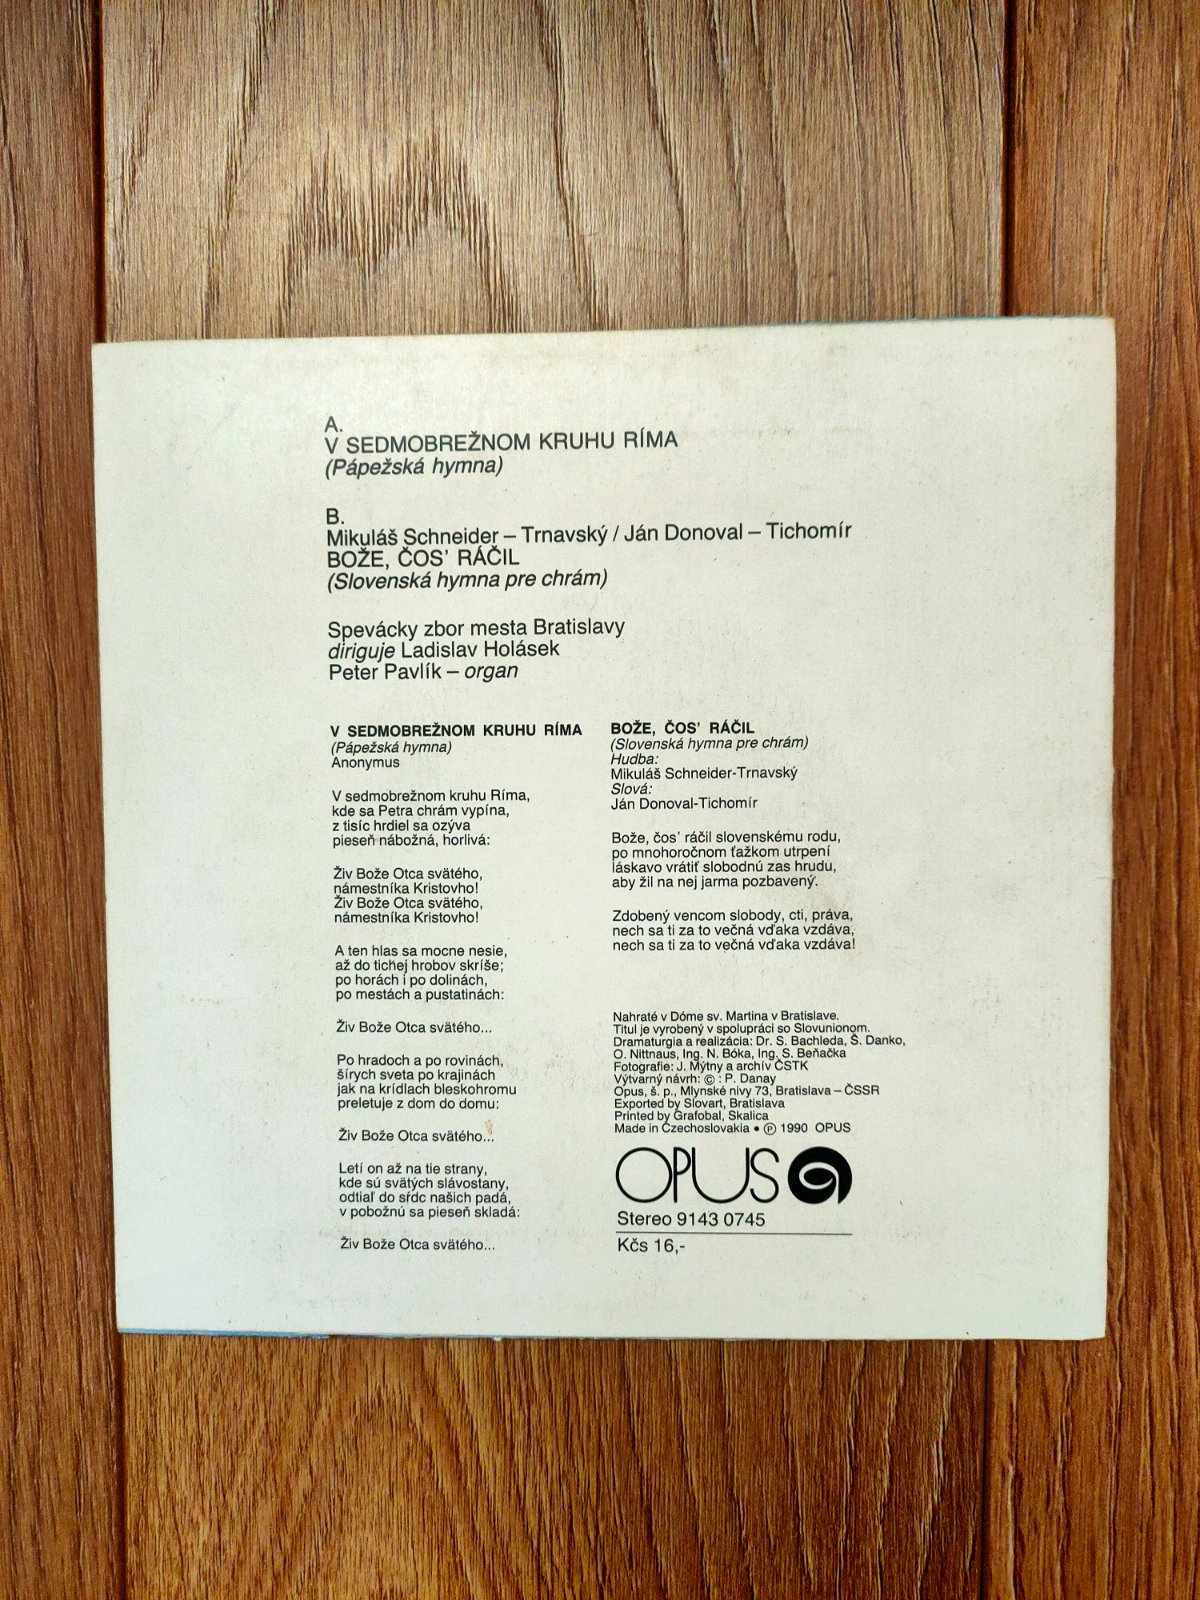 A.
V SEDMOBREŽNOM KRUHU RÍMA
(Pápežská hymna)
B.
Mikuláš Schneider – Trnavský / Ján Donoval – Tichomír
BOŽE, ČOS’ RÁČIL
(Slovenská hymna pre chrám)
Spevácky zbor mesta Bratislavy
diriguje Ladislav Holásek
Peter Pavlík – organ
V SEDMOBREŽNOM KRUHU RÍMA
(Pápežská hymna)
Anonymus
V sedmobrežnom kruhu Ríma,
kde sa Petra chrám vypína,
z tisíc hrdiel sa ozýva
pieseň nábožná, horlivá:
Živ Bože Otca svätého,
námestníka Kristovho!
Živ Bože Otca svätého,
námestníka Kristovho!
A ten hlas sa mocne nesie,
až do tichej hrobov skríše;
po horách i po dolinách,
po mestách a pustatinách:
Živ Bože Otca svätého...
Po hradoch a po rovinách,
šírych sveta po krajinách
jak na krídlach bleskohromu
preletuje z dom do domu:
Živ Bože Otca svätého...
Letí on až na tie strany,
kde sú svätých slávostany,
odtiaľ do sŕdc našich padá,
v pobožnú sa pieseň skladá:
Živ Bože Otca svätého...
BOŽE, ČOS’ RÁČIL
(Slovenská hymna pre chrám)
Hudba:
Mikuláš Schneider-Trnavský
Slová:
Ján Donoval-Tichomír
Bože, čos’ ráčil slovenskému rodu,
po mnohoročnom ťažkom utrpení
láskavo vrátiť slobodnú zas hrudu,
aby žil na nej jarma pozbavený.
Zdobený vencom slobody, cti, práva,
nech sa ti za to večná vďaka vzdáva,
nech sa ti za to večná vďaka vzdáva!
Nahraté v Dóme sv. Martina v Bratislave.
Titul je vyrobený v spolupráci so Slovunionom.
Dramaturgia a realizácia: Dr. S. Bachleda, Š. Danko,
O. Nittnaus, Ing. N. Bóka, Ing. S. Beňačka
Fotografie: J. Mýtny a archív ČSTK
Výtvarný návrh: © : P. Danay
Opus, š. p., Mlynské nivy 73, Bratislava – ČSSR
Exported by Slovart, Bratislava
Printed by Grafobal, Skalica
Made in Czechoslovakia • ℗ 1990 OPUS
OPUS
Stereo 9143 0745
Kčs 16,-